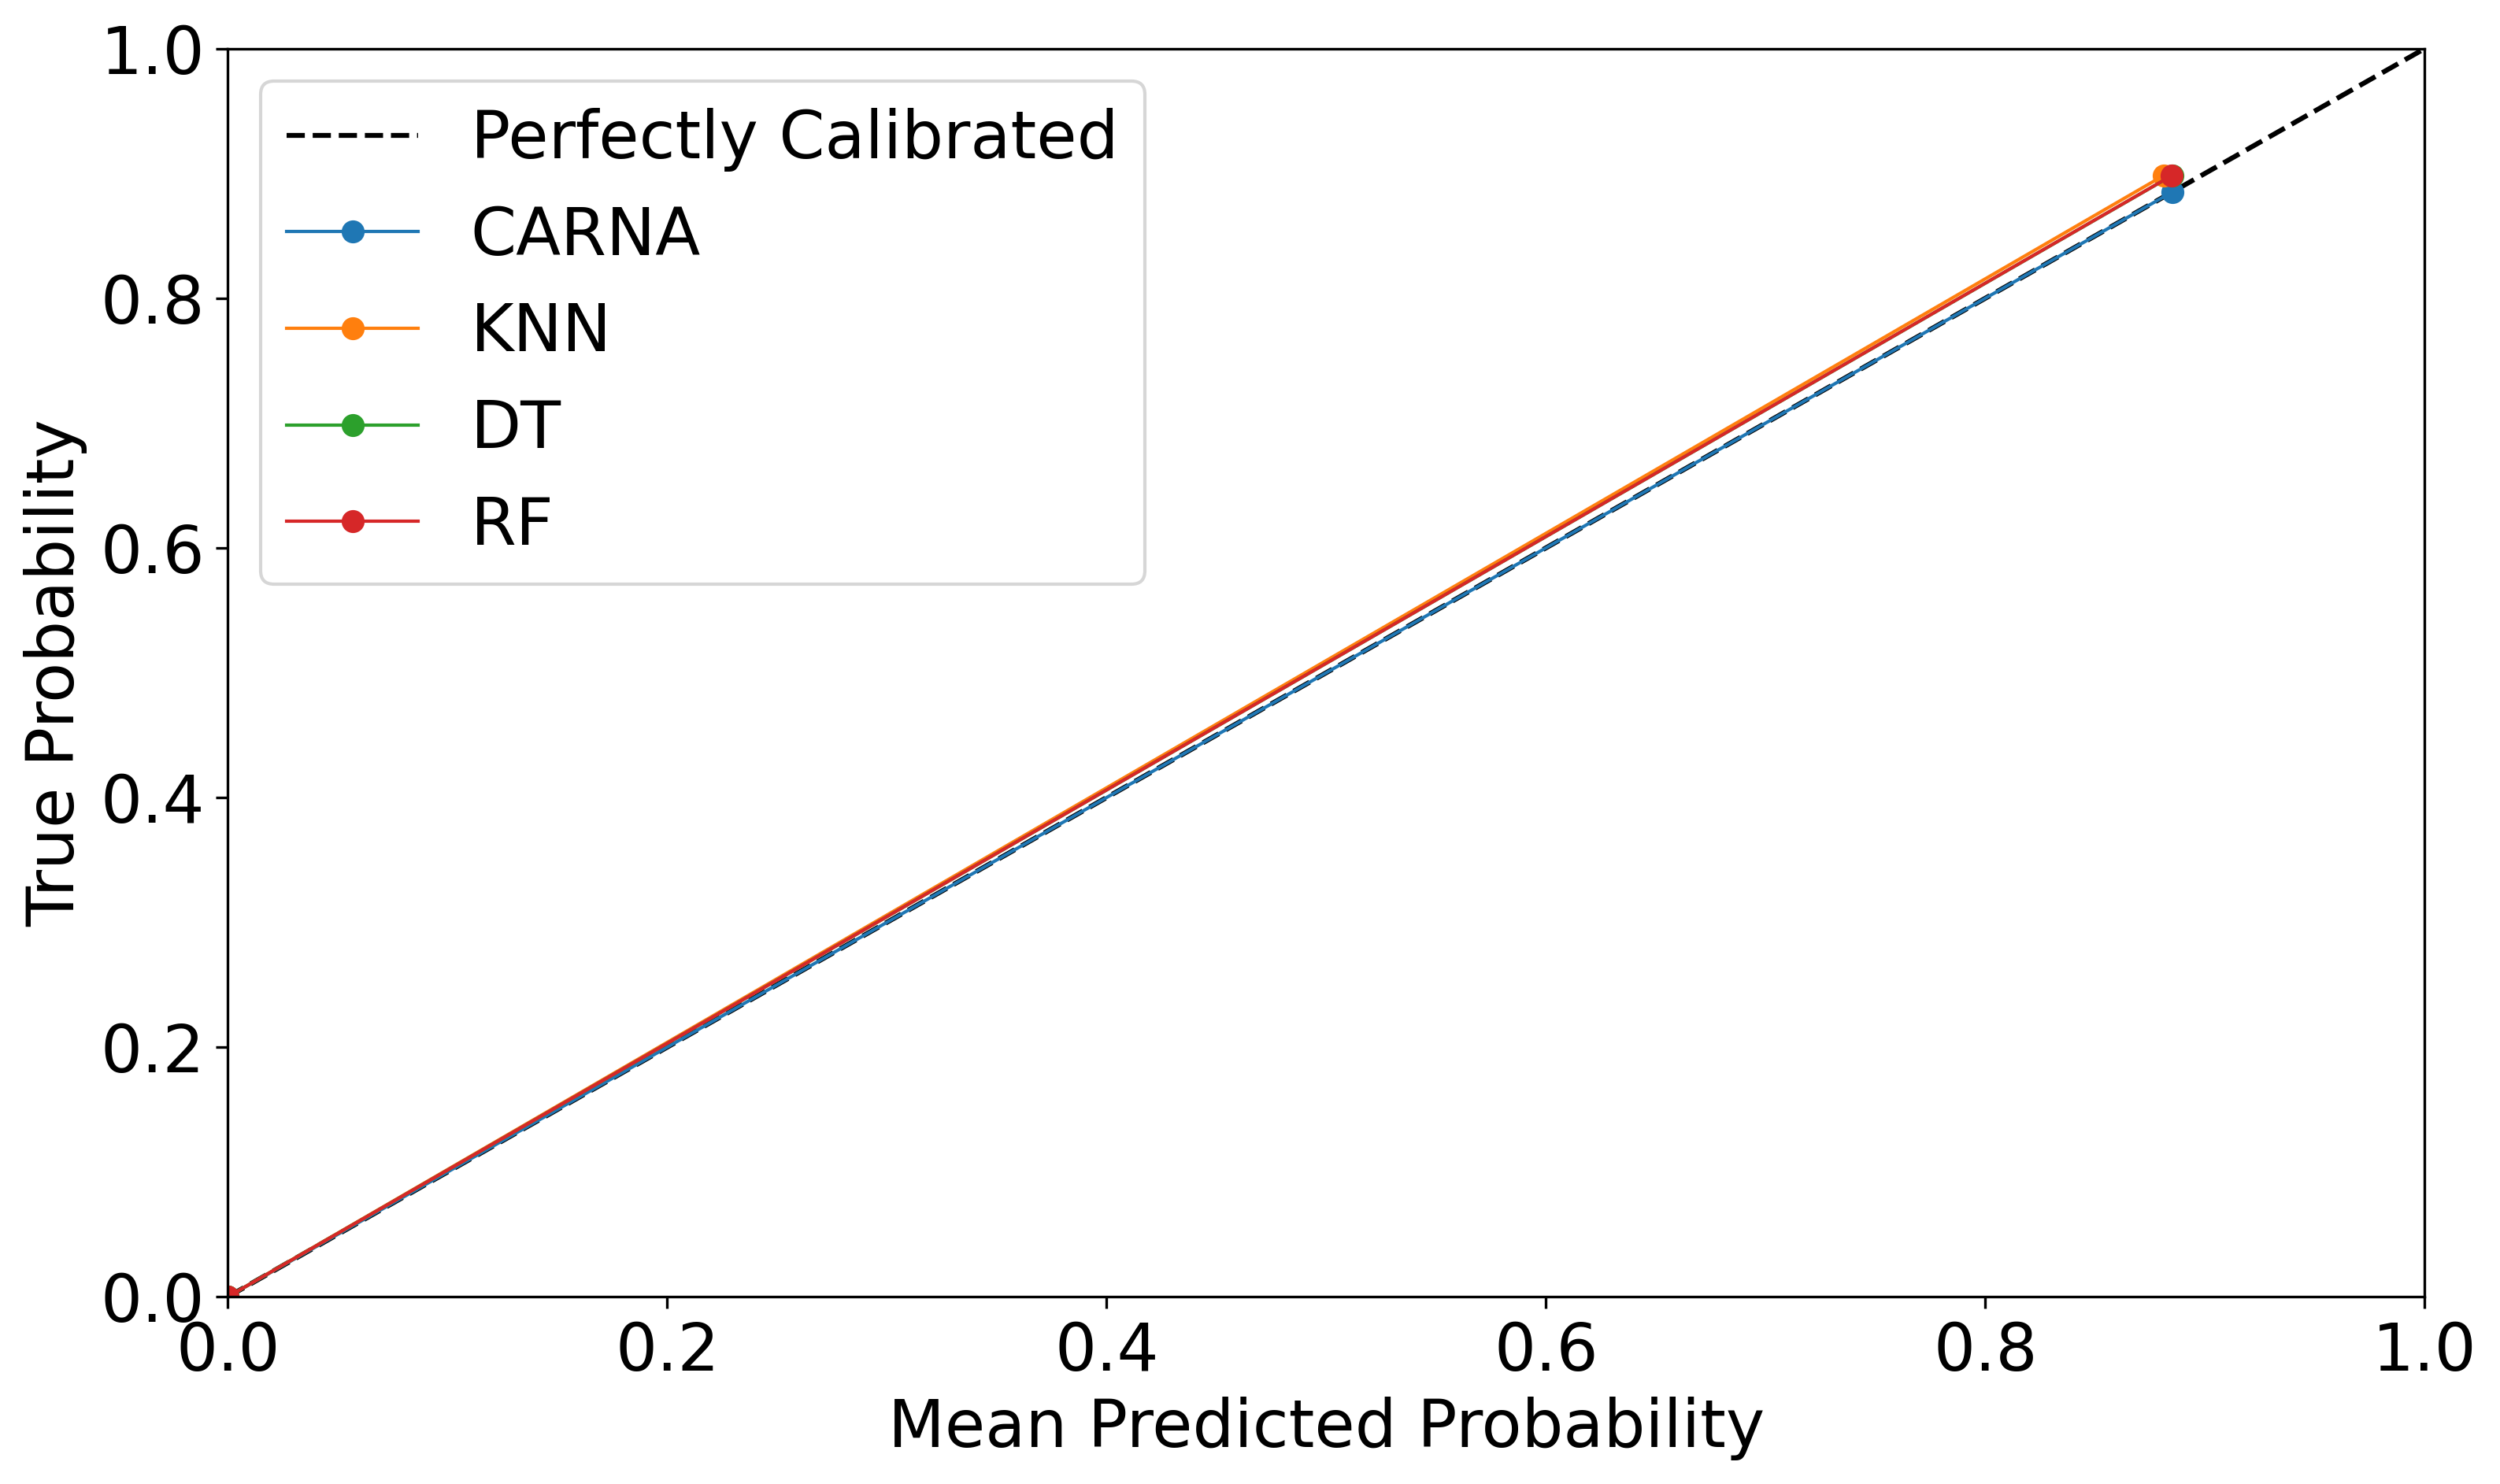 True Probability
1.0
0.8
0.6
0.4
0.2
0.0
Perfectly Calibrated
CARNA
KNN
DT
RF
0.0 0.2 0.4 0.6 0.8 1.0
Mean Predicted Probability